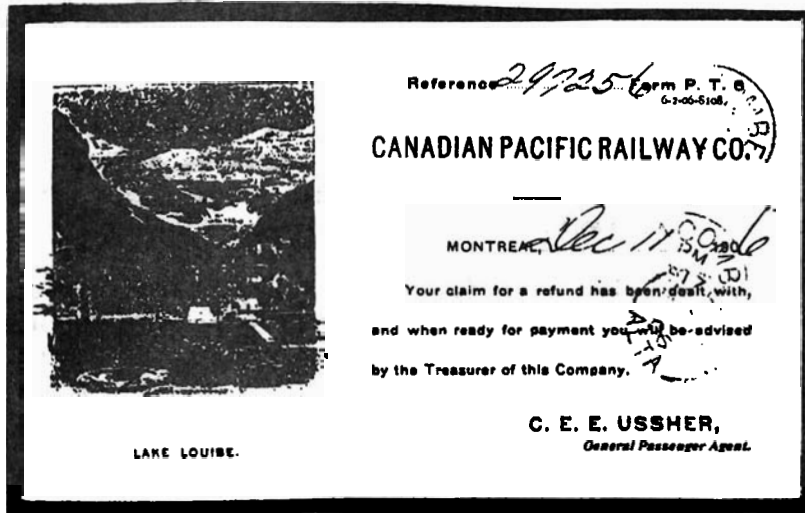 Reference 297256 Form P. T. 6
6-2-06-5108.
CANADIAN PACIFIC RAILWAY CO.
MONTREAL, Dec 11 1906
Your claim for a refund has been dealt with,
and when ready for payment you will be advised
by the Treasurer of this Company.
C. E. E. USSHER,
General Passenger Agent.
LAKE LOUISE.
ALTA